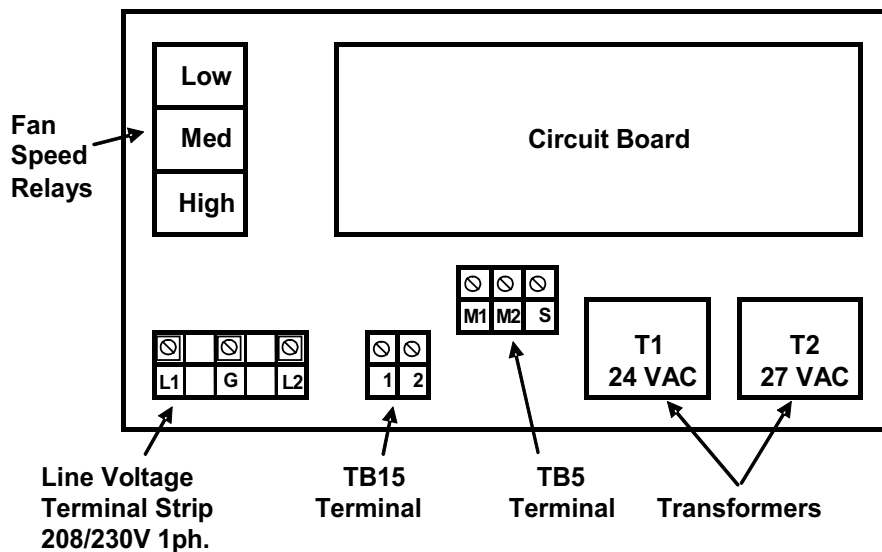 Low
Med
High
Fan
Speed
Relays
Circuit Board
M1 M2 S
T1
24 VAC
T2
27 VAC
L1 G L2
1 2
Line Voltage
Terminal Strip
208/230V 1ph.
TB15
Terminal
TB5
Terminal
Transformers